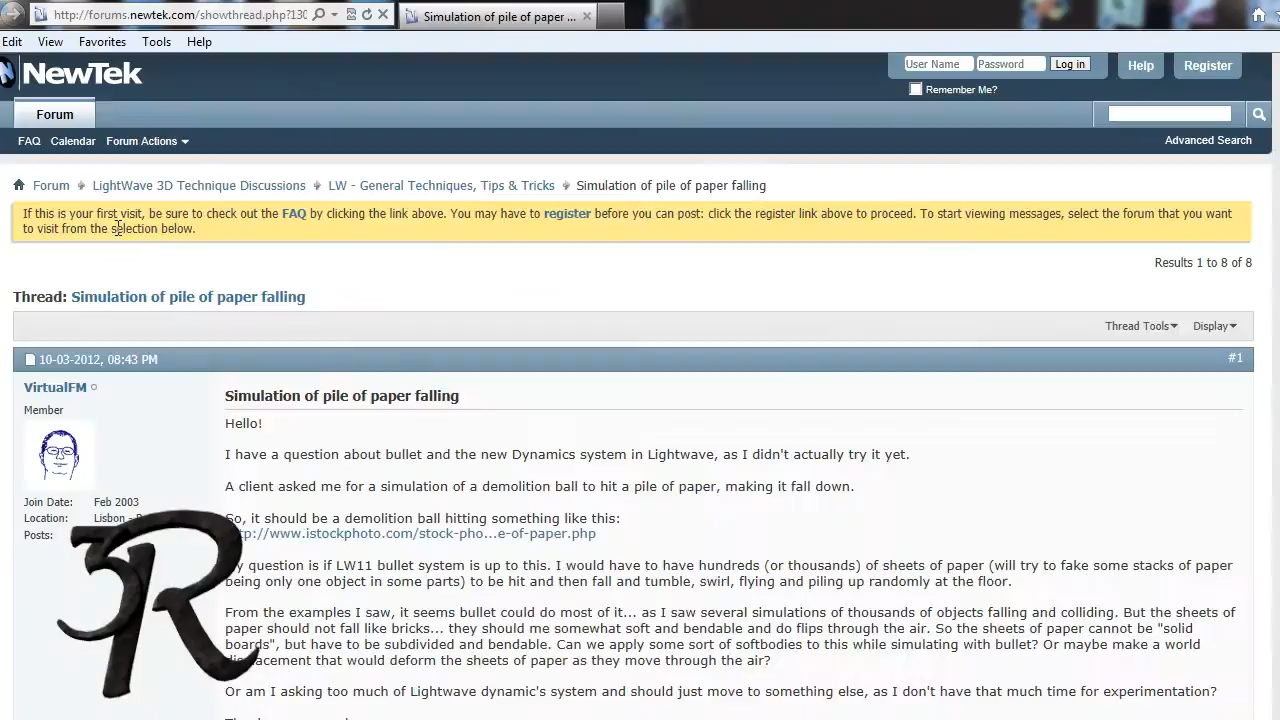 http://forums.newtek.com/showthread.php?130
Simulation of pile of paper ...
Edit View Favorites Tools Help
NewTek
User Name Password Log in Help Register
Remember Me?
Forum
FAQ Calendar Forum Actions
Advanced Search
Forum LightWave 3D Technique Discussions LW - General Techniques, Tips & Tricks Simulation of pile of paper falling
If this is your first visit, be sure to check out the FAQ by clicking the link above. You may have to register before you can post: click the register link above to proceed. To start viewing messages, select the forum that you want
to visit from the selection below.
Results 1 to 8 of 8
Thread: Simulation of pile of paper falling
Thread Tools Display
10-03-2012, 08:43 PM #1
VirtualFM
Member
Join Date: Feb 2003
Location: Lisbon -
Posts:
Simulation of pile of paper falling
Hello!
I have a question about bullet and the new Dynamics system in Lightwave, as I didn't actually try it yet.
A client asked me for a simulation of a demolition ball to hit a pile of paper, making it fall down.
So, it should be a demolition ball hitting something like this:
tp://www.istockphoto.com/stock-pho...e-of-paper.php
y question is if LW11 bullet system is up to this. I would have to have hundreds (or thousands) of sheets of paper (will try to fake some stacks of paper
being only one object in some parts) to be hit and then fall and tumble, swirl, flying and piling up randomly at the floor.
From the examples I saw, it seems bullet could do most of it... as I saw several simulations of thousands of objects falling and colliding. But the sheets of
paper should not fall like bricks... they should me somewhat soft and bendable and do flips through the air. So the sheets of paper cannot be "solid
boards", but have to be subdivided and bendable. Can we apply some sort of softbodies to this while simulating with bullet? Or maybe make a world
displacement that would deform the sheets of paper as they move through the air?
Or am I asking too much of Lightwave dynamic's system and should just move to something else, as I don't have that much time for experimentation?
3R